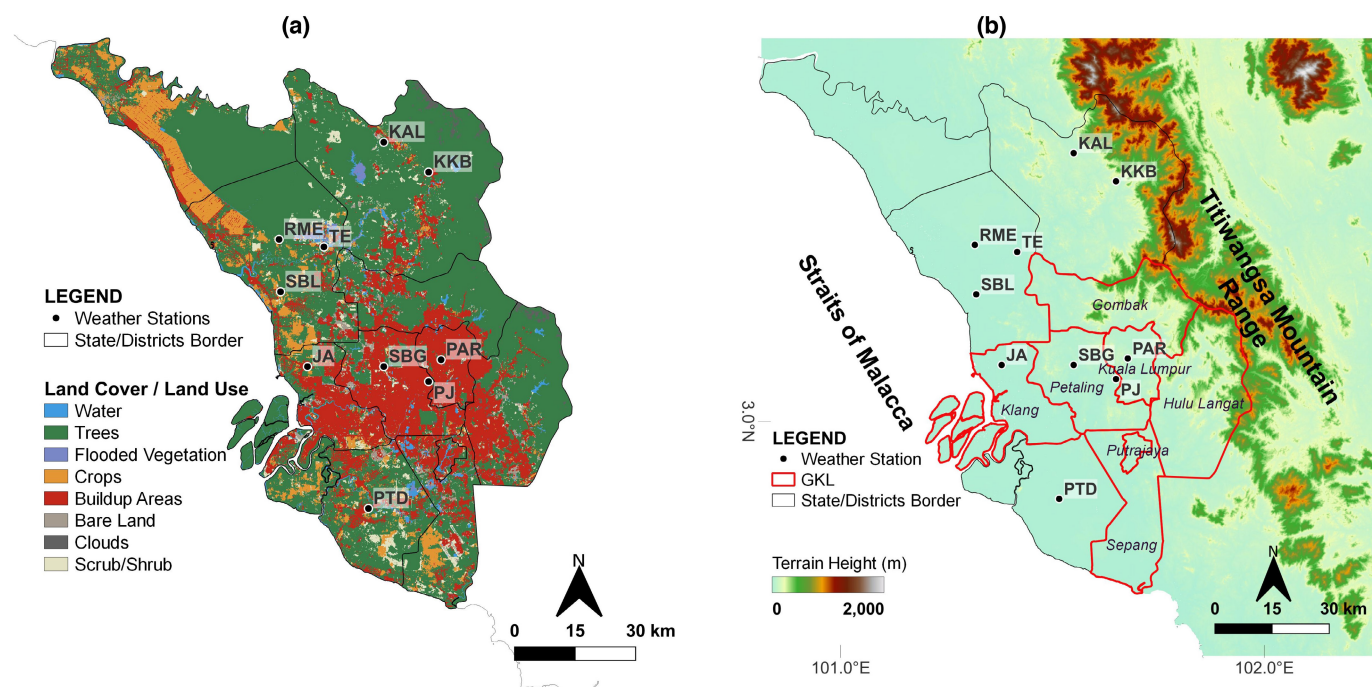 (a)
KAL
KKB
RME
TE
SBL
JA
SBG
PAR
PJ
PTD
LEGEND
Weather Stations
State/Districts Border
Land Cover / Land Use
Water
Trees
Flooded Vegetation
Crops
Buildup Areas
Bare Land
Clouds
Scrub/Shrub
N
0 15 30 km
(b)
KAL
KKB
RME
TE
SBL
Titiwangsa Mountain
Range
Straits of Malacca
Gombak
JA
SBG
PAR
Kuala Lumpur
Petaling
PJ
Klang
Hulu Langat
3.0°N
Putrajaya
PTD
Sepang
LEGEND
Weather Station
GKL
State/Districts Border
Terrain Height (m)
0 2,000
N
0 15 30 km
101.0°E
102.0°E